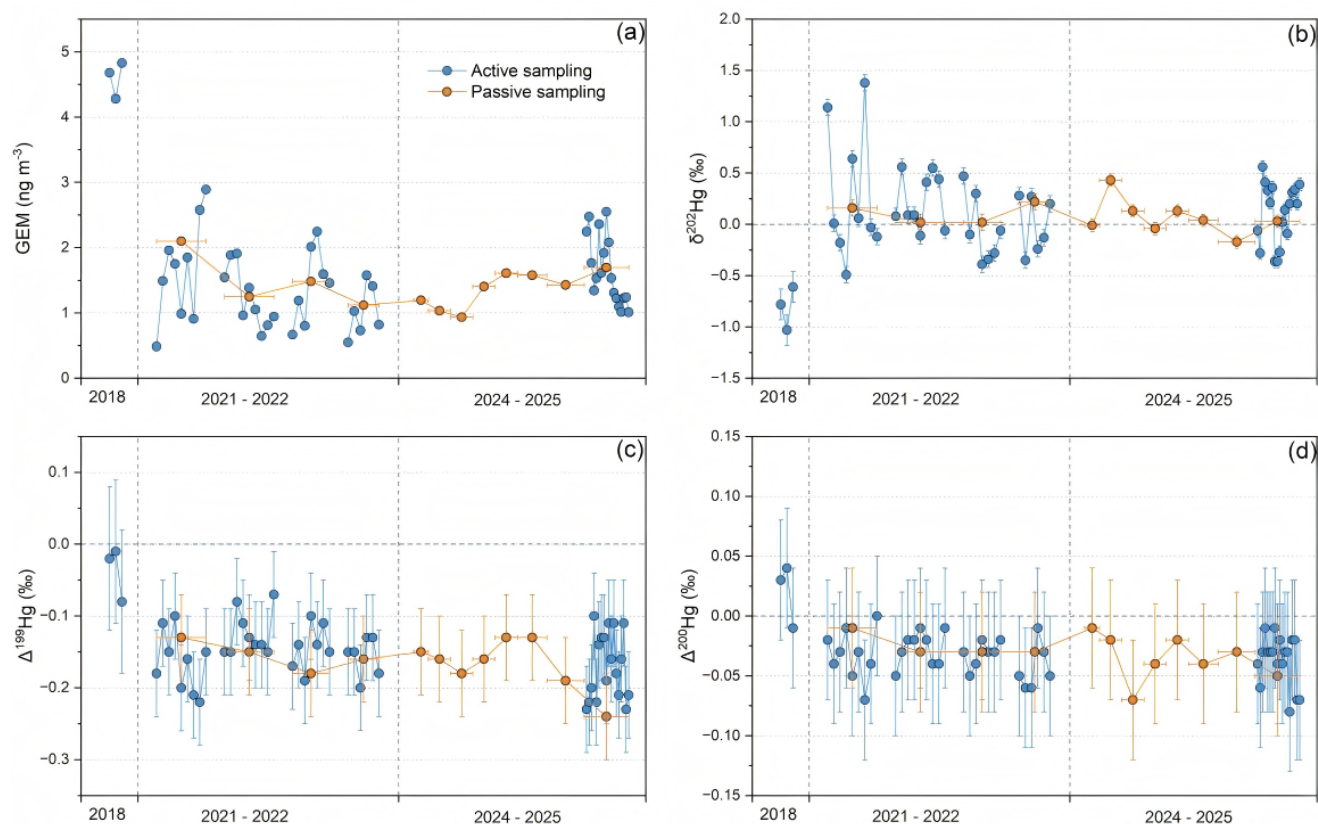 (a)
GEM (ng m⁻³)
5
4
3
2
1
0
Active sampling
Passive sampling
2018
2021 - 2022
2024 - 2025
(b)
δ²⁰²Hg (‰)
2.0
1.5
1.0
0.5
0.0
−0.5
−1.0
−1.5
2018
2021 - 2022
2024 - 2025
(c)
Δ¹⁹⁹Hg (‰)
0.1
0.0
−0.1
−0.2
−0.3
2018
2021 - 2022
2024 - 2025
(d)
Δ²⁰⁰Hg (‰)
0.15
0.10
0.05
0.00
−0.05
−0.10
−0.15
2018
2021 - 2022
2024 - 2025